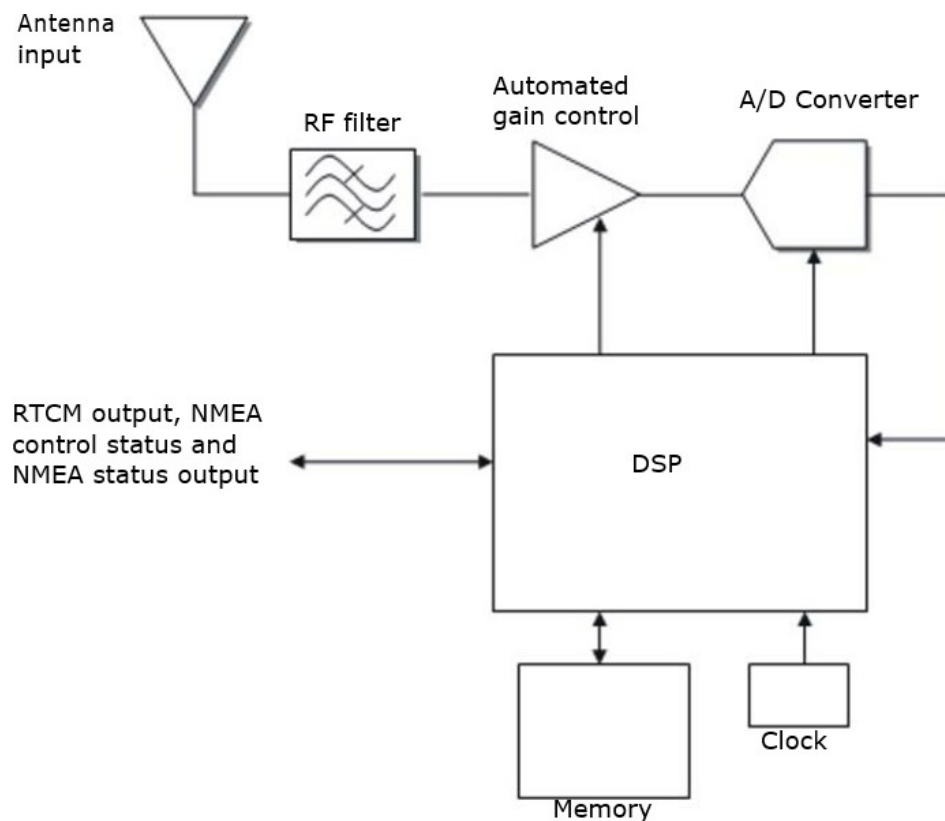 Antenna
input
RF filter
Automated
gain control
A/D Converter
RTCM output, NMEA
control status and
NMEA status output
DSP
Clock
Memory